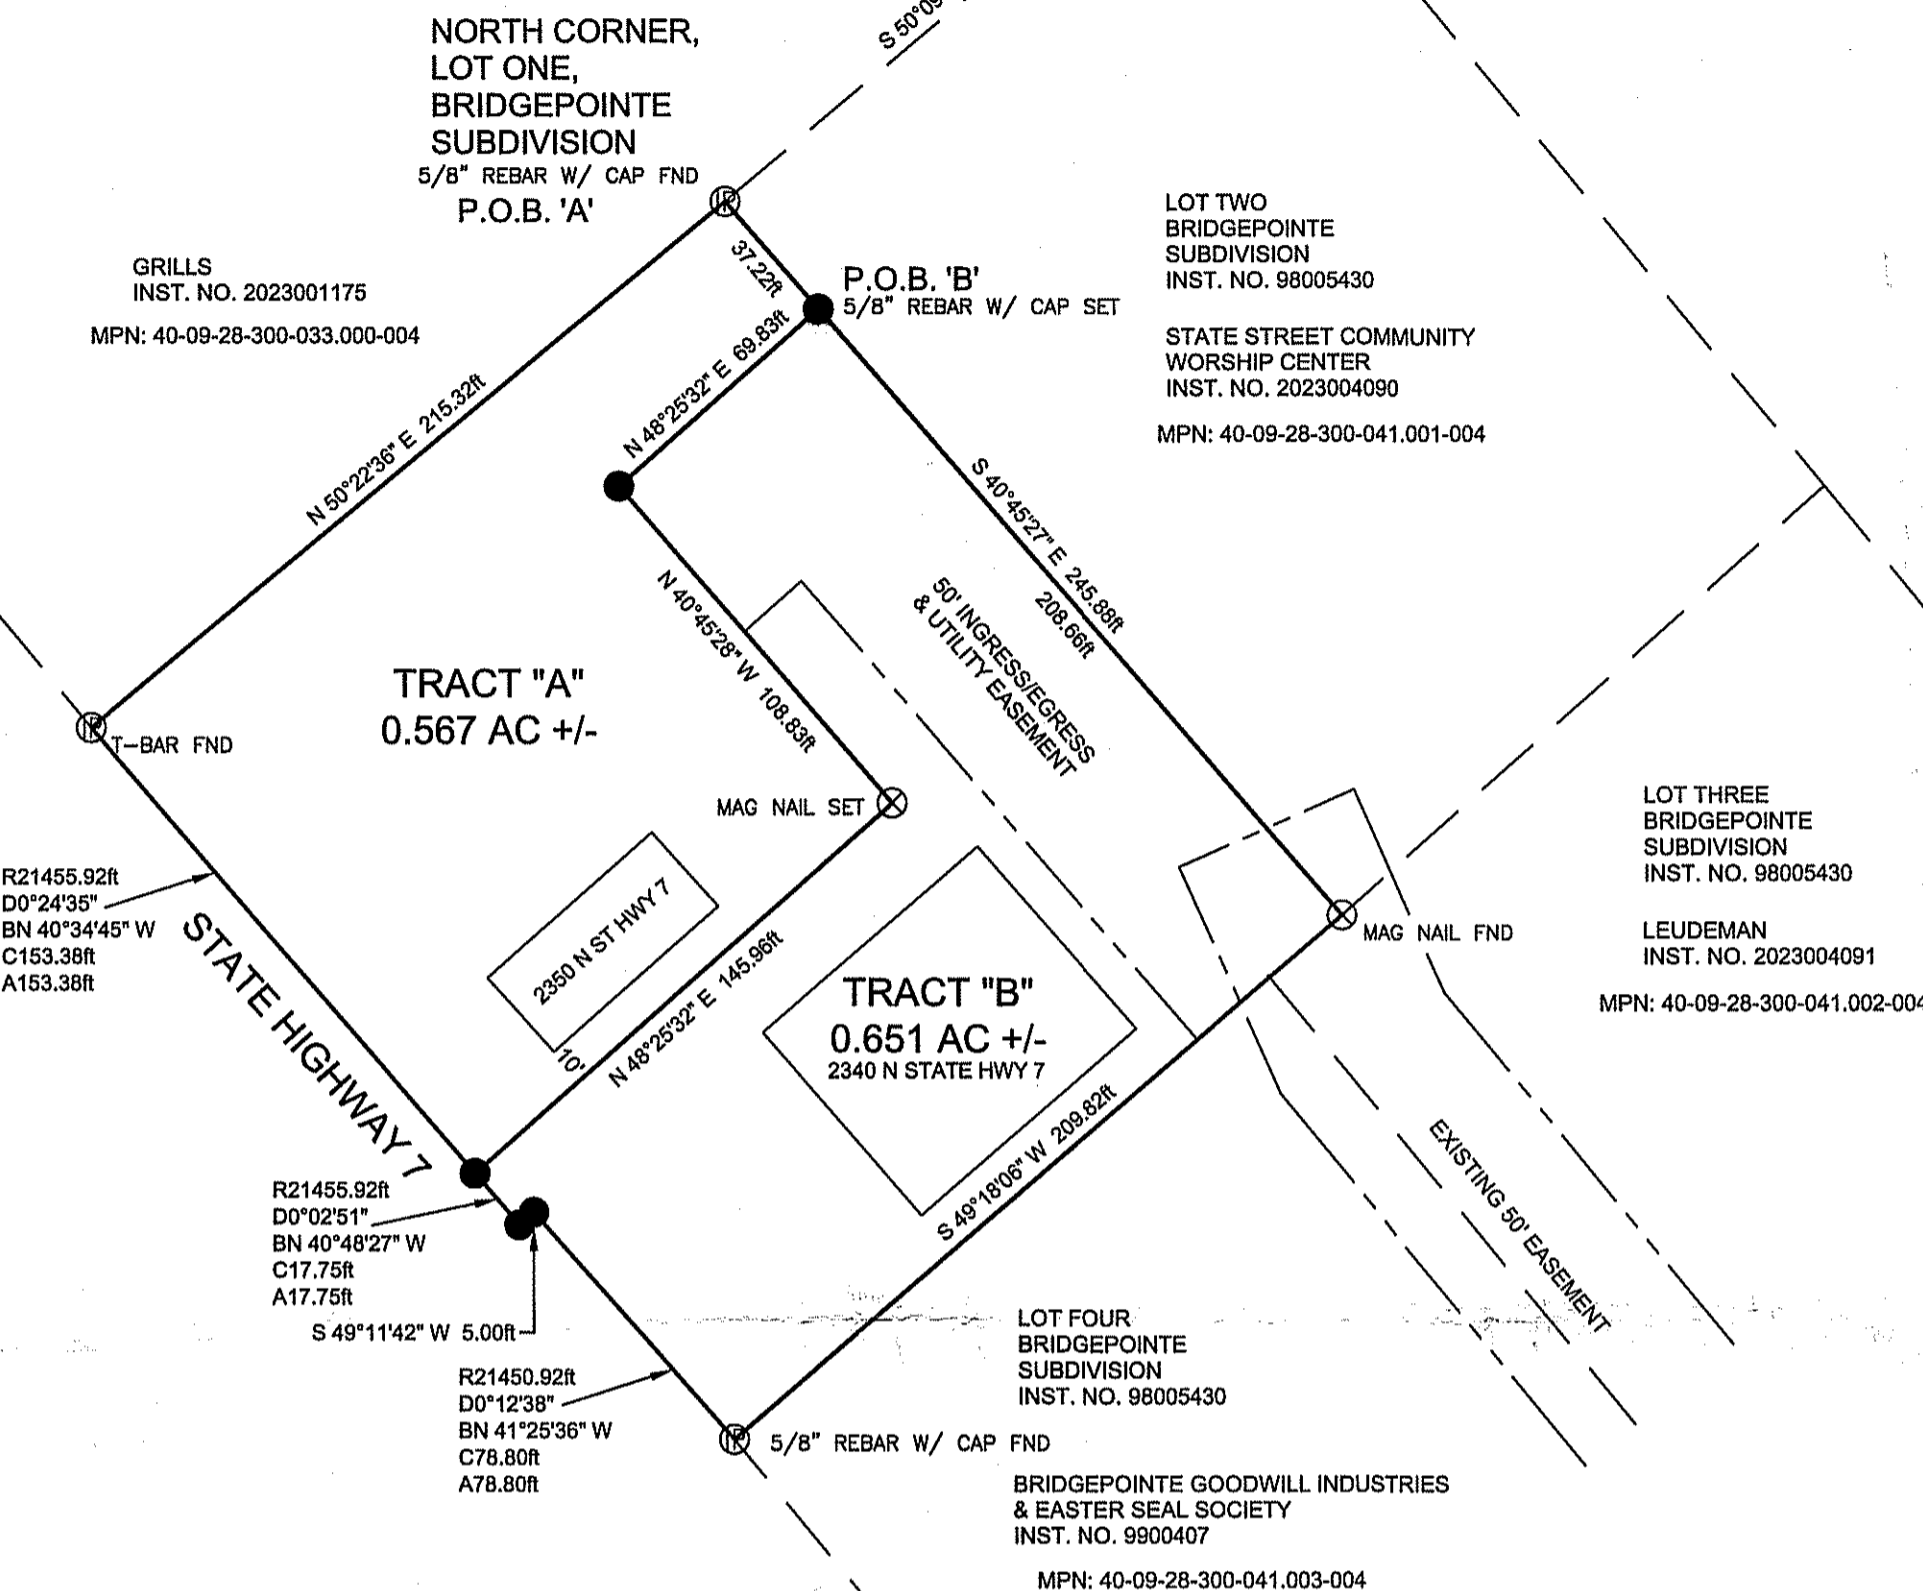 S 50°09'
NORTH CORNER,
LOT ONE,
BRIDGEPOINTE
SUBDIVISION
5/8" REBAR W/ CAP FND
P.O.B. 'A'
GRILLS
INST. NO. 2023001175
MPN: 40-09-28-300-033.000-004
37.22ft
P.O.B. 'B'
5/8" REBAR W/ CAP SET
LOT TWO
BRIDGEPOINTE
SUBDIVISION
INST. NO. 98005430
STATE STREET COMMUNITY
WORSHIP CENTER
INST. NO. 2023004090
MPN: 40-09-28-300-041.001-004
N 50°22'36" E 215.32ft
N 48°25'32" E 69.83ft
S 40°45'27" E 245.88ft
208.66ft
N 40°45'28" W 108.83ft
50' INGRESS/EGRESS
& UTILITY EASEMENT
TRACT "A"
0.567 AC +/-
T-BAR FND
MAG NAIL SET
LOT THREE
BRIDGEPOINTE
SUBDIVISION
INST. NO. 98005430
LEUDEMAN
INST. NO. 2023004091
MPN: 40-09-28-300-041.002-004
MAG NAIL FND
R21455.92ft
D0°24'35"
BN 40°34'45" W
C153.38ft
A153.38ft
STATE HIGHWAY 7
2350 N ST HWY 7
10'
N 48°25'32" E 145.96ft
TRACT "B"
0.651 AC +/-
2340 N STATE HWY 7
S 49°18'06" W 209.82ft
EXISTING 50' EASEMENT
R21455.92ft
D0°02'51"
BN 40°48'27" W
C17.75ft
A17.75ft
S 49°11'42" W 5.00ft
R21450.92ft
D0°12'38"
BN 41°25'36" W
C78.80ft
A78.80ft
LOT FOUR
BRIDGEPOINTE
SUBDIVISION
INST. NO. 98005430
5/8" REBAR W/ CAP FND
BRIDGEPOINTE GOODWILL INDUSTRIES
& EASTER SEAL SOCIETY
INST. NO. 9900407
MPN: 40-09-28-300-041.003-004